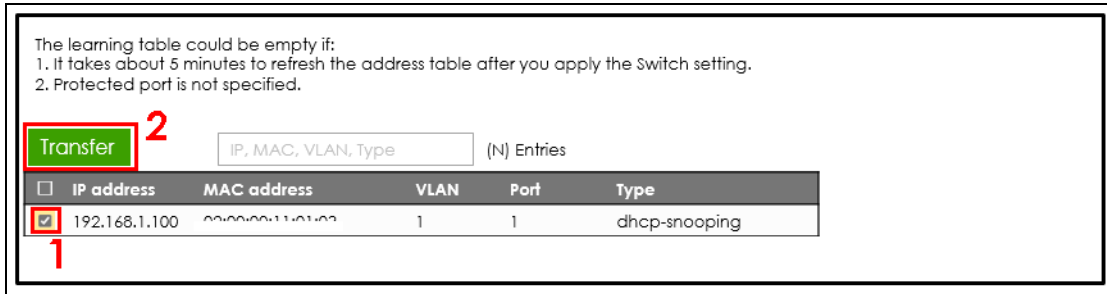 The learning table could be empty if:
1. It takes about 5 minutes to refresh the address table after you apply the Switch setting.
2. Protected port is not specified.
2
Transfer IP, MAC, VLAN, Type (N) Entries
IP address MAC address VLAN Port Type
192.168.1.100 1 1 dhcp-snooping
1